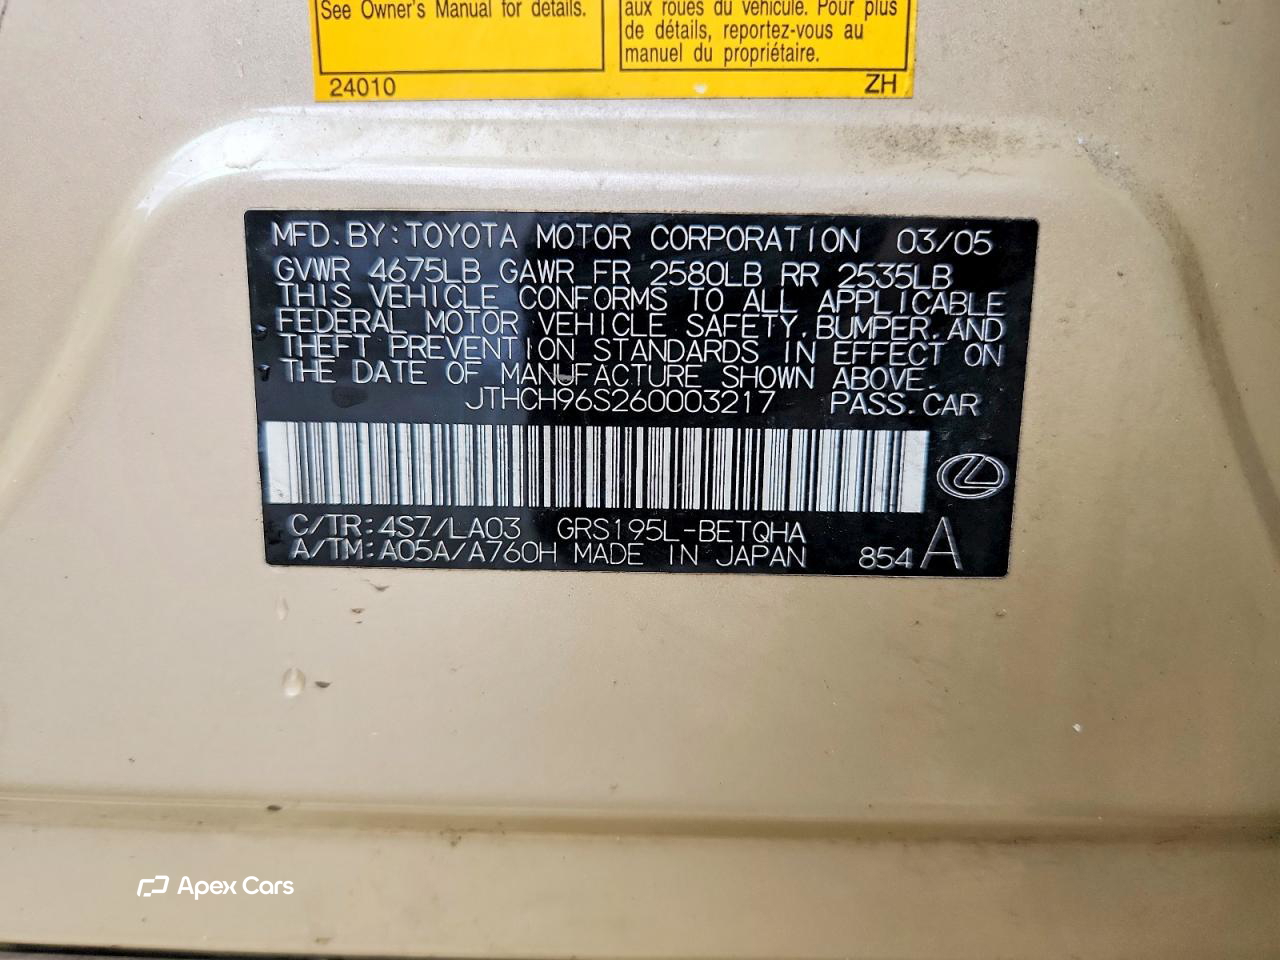 See Owner's Manual for details.
aux roues du véhicule. Pour plus
de détails, reportez-vous au
manuel du propriétaire.
24010
ZH
MFD. BY: TOYOTA MOTOR CORPORATION 03/05
GVWR 4675LB GAWR FR 2580LB RR 2535LB
THIS VEHICLE CONFORMS TO ALL APPLICABLE
FEDERAL MOTOR VEHICLE SAFETY, BUMPER, AND
THEFT PREVENTION STANDARDS IN EFFECT ON
THE DATE OF MANUFACTURE SHOWN ABOVE.
JTHCH96S260003217 PASS. CAR
C/TR: 4S7/LA03 GRS195L-BETQHA
A/TM: A05A/A760H MADE IN JAPAN 854 A
Apex Cars